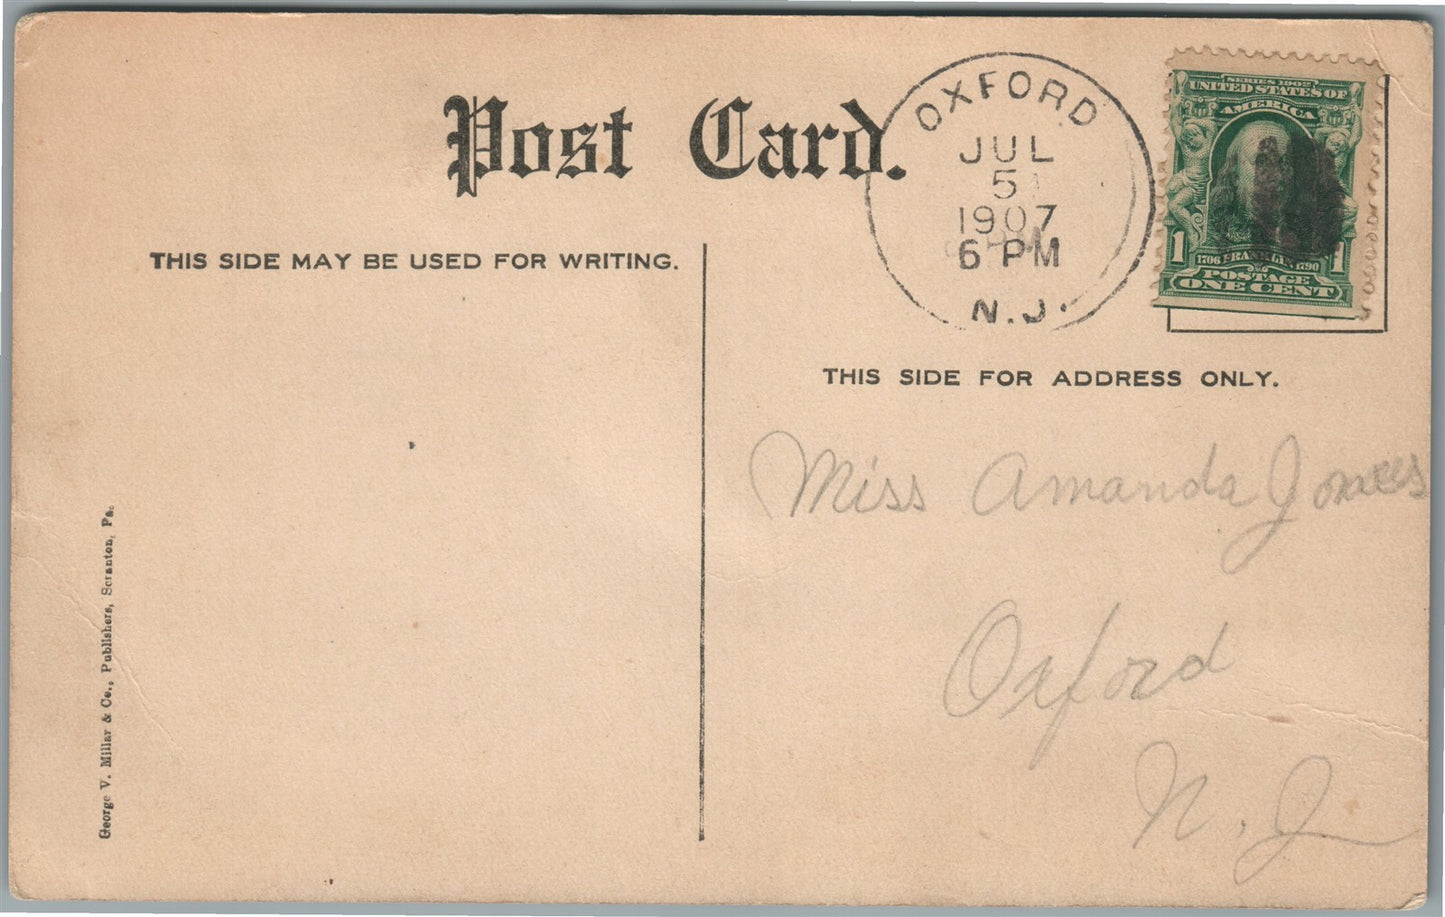 Post Card.
OXFORD
JUL
5
1907
6 PM
N.J.
SERIES 1902
UNITED STATES OF
AMERICA
1 1
1706 FRANKLIN 1790
POSTAGE
ONE CENT
THIS SIDE MAY BE USED FOR WRITING.
THIS SIDE FOR ADDRESS ONLY.
Miss Amanda
Oxford
N. J
George V. Millar & Co., Publishers, Scranton, Pa.